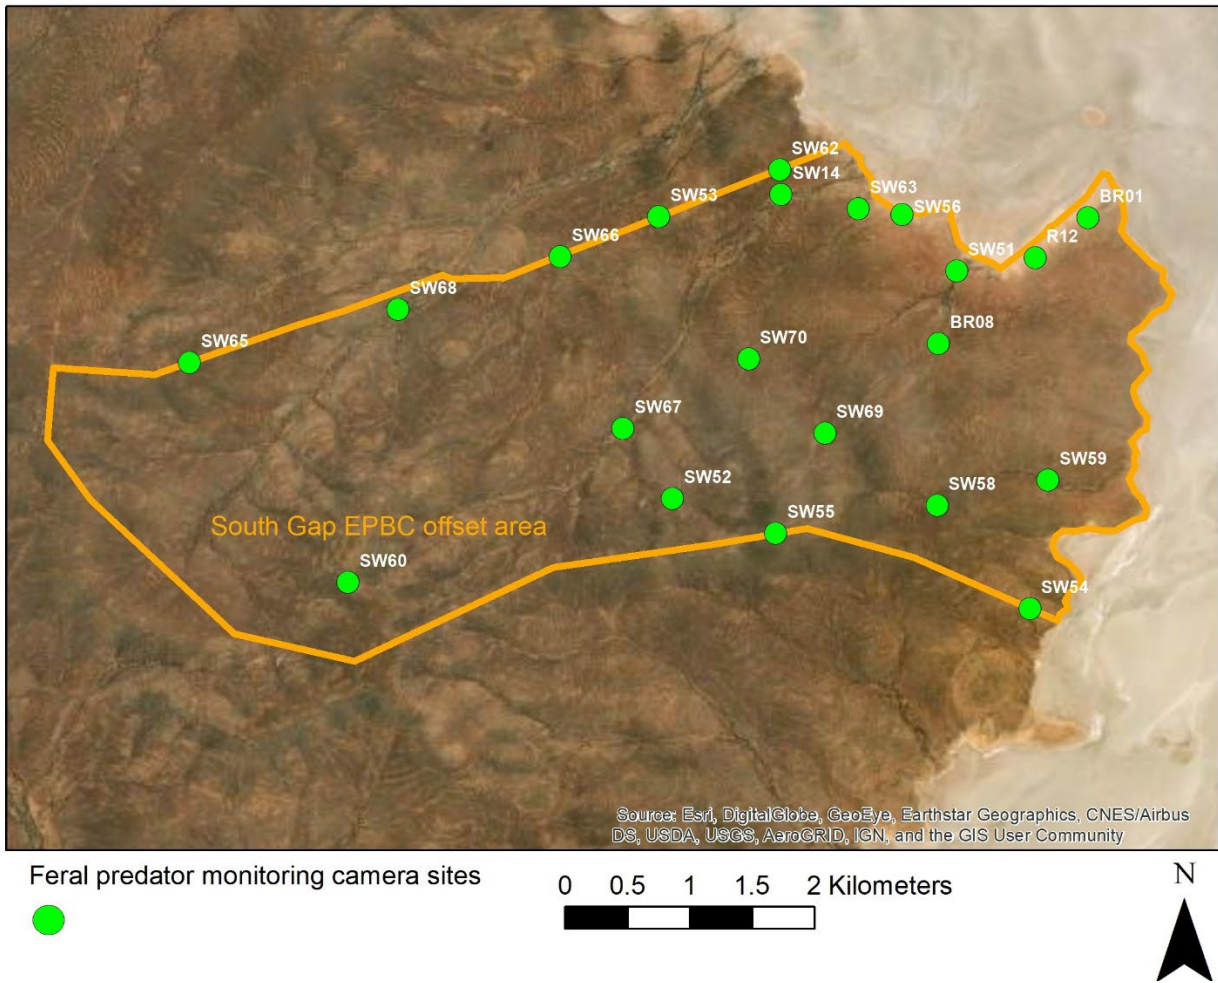 SW62
SW14
SW63
BR01
SW53
SW56
SW66
SW51
R12
SW68
BR08
SW65
SW70
SW67
SW69
SW59
SW52
SW58
South Gap EPBC offset area
SW55
SW60
SW54
Source: Esri, DigitalGlobe, GeoEye, Earthstar Geographics, CNES/Airbus
DS, USDA, USGS, AeroGRID, IGN, and the GIS User Community
Feral predator monitoring camera sites
0 0.5 1 1.5 2 Kilometers
N